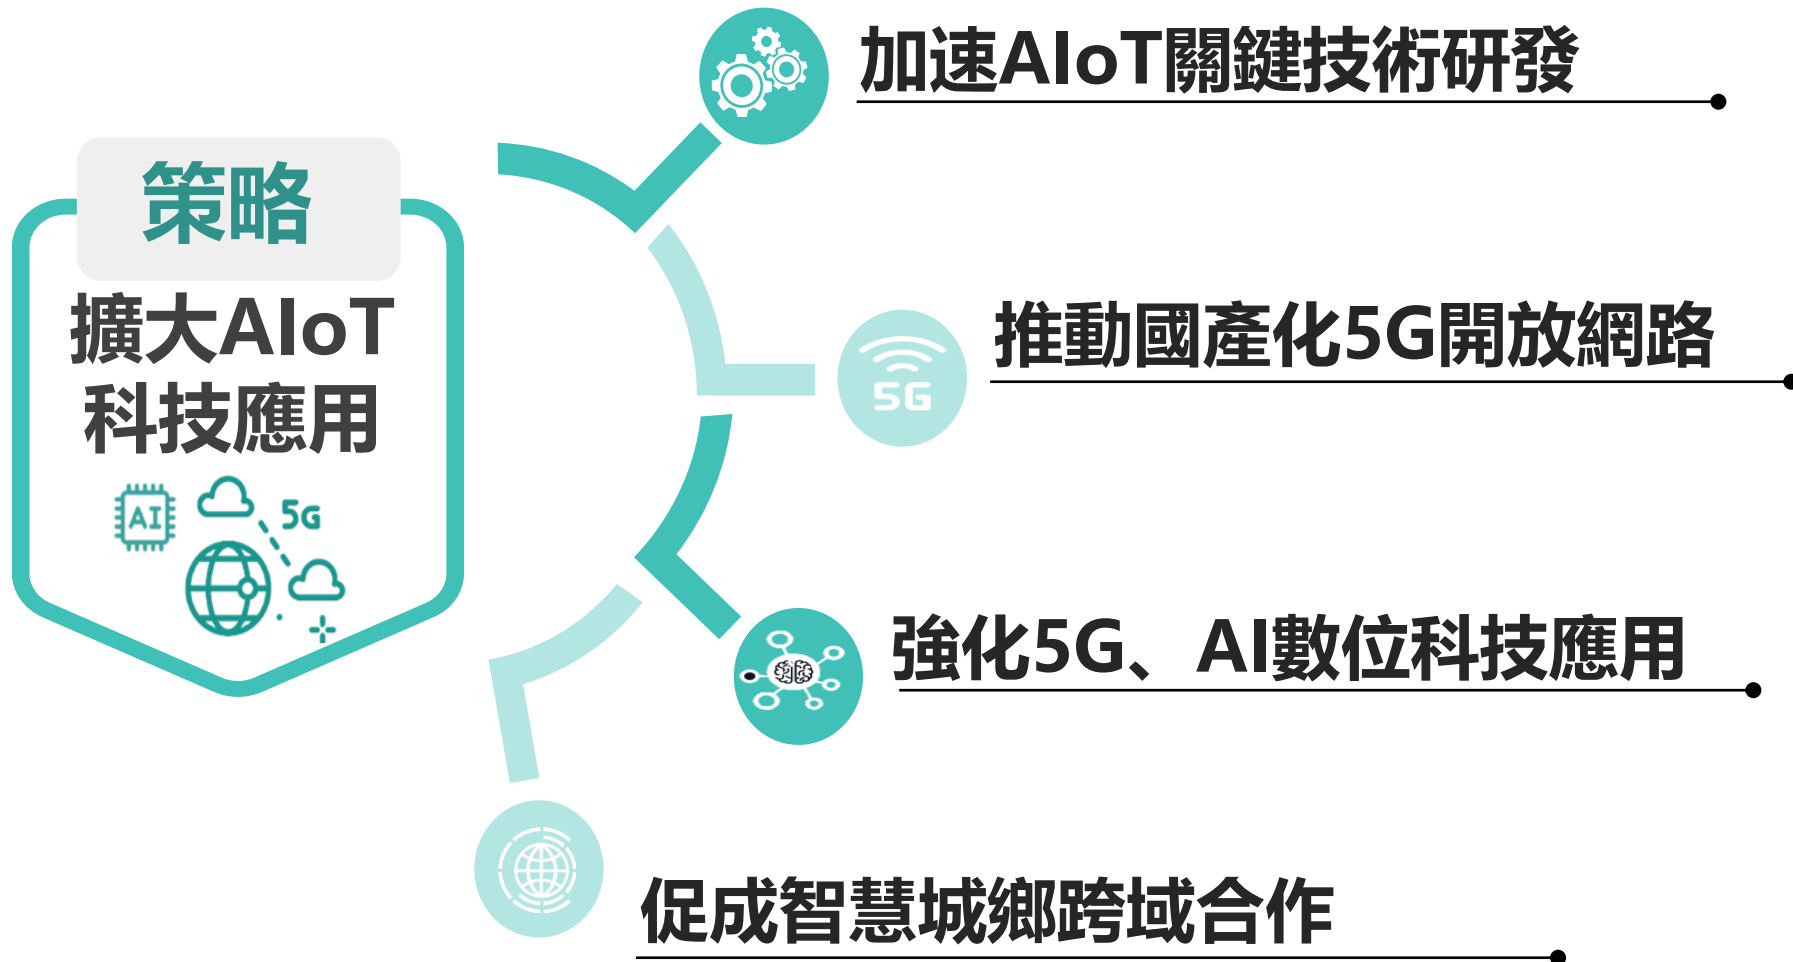 策略
擴大AIoT
科技應用
AI
5G
加速AIoT關鍵技術研發
5G
推動國產化5G開放網路
強化5G、AI數位科技應用
促成智慧城鄉跨域合作